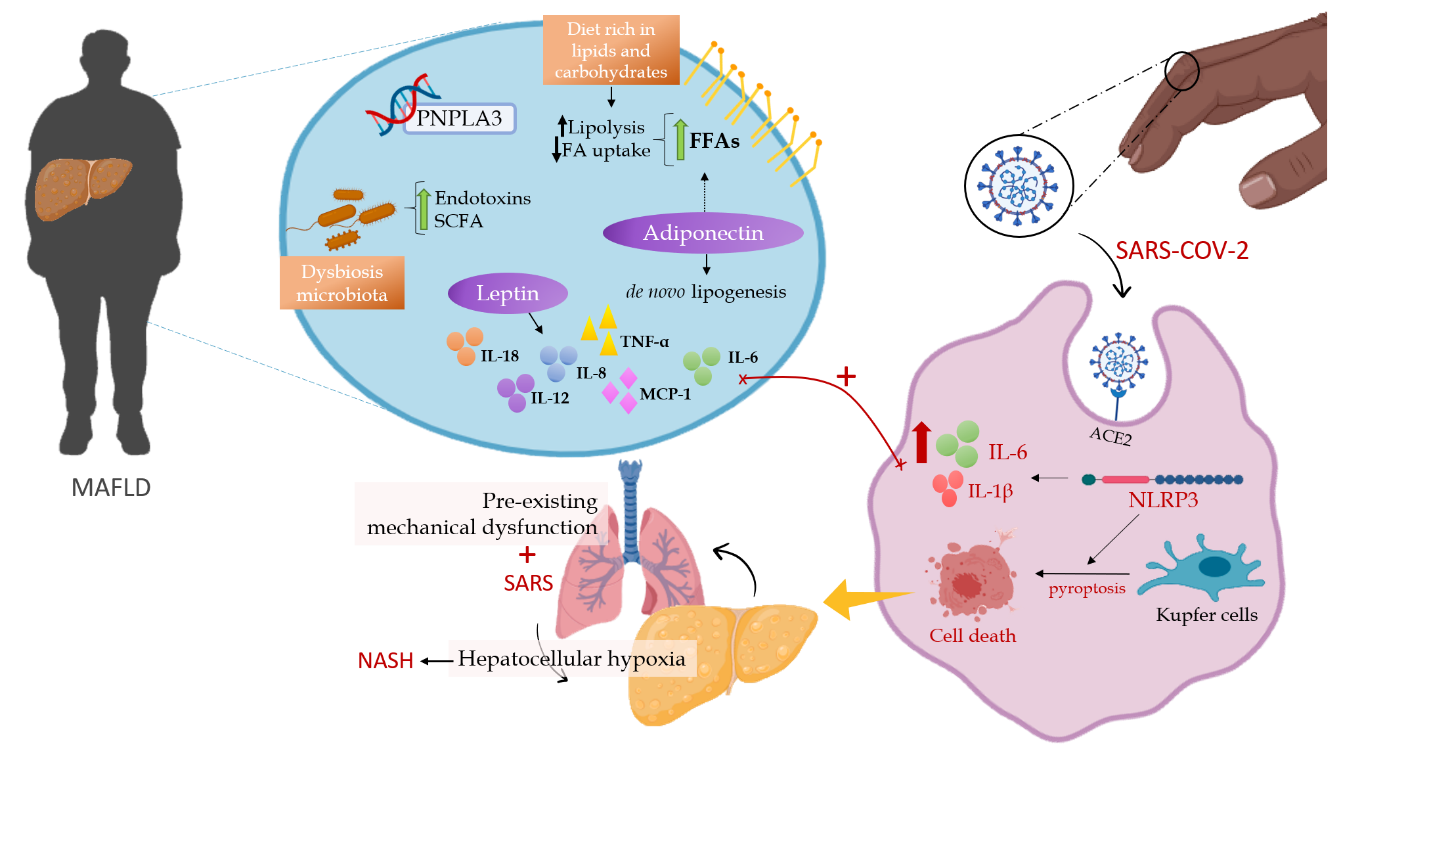 Diet rich in
lipids and
carbohydrates
PNPLA3
Lipolysis
FA uptake
FFAs
Endotoxins
SCFA
Adiponectin
Dysbiosis
microbiota
Leptin
de novo lipogenesis
TNF-α
IL-18
IL-8
IL-6
IL-12
MCP-1
MAFLD
SARS-COV-2
+
ACE2
IL-6
IL-1β
NLRP3
pyroptosis
Kupfer cells
Cell death
Pre-existing
mechanical dysfunction
+
SARS
NASH
Hepatocellular hypoxia